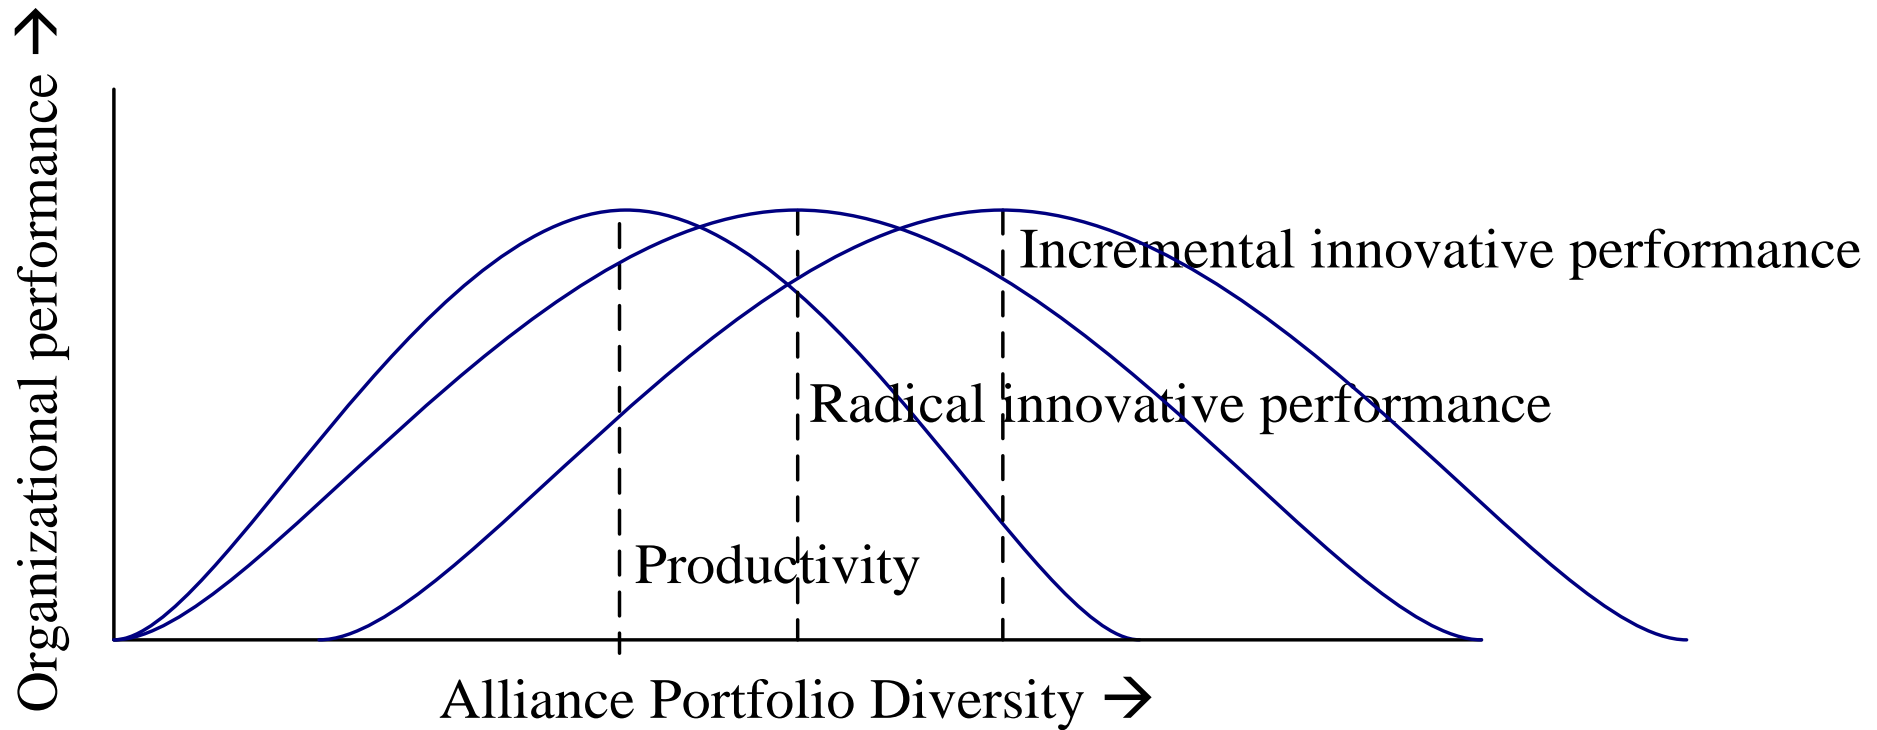 Organizational performance →
Incremental innovative performance
Radical innovative performance
Productivity
Alliance Portfolio Diversity →